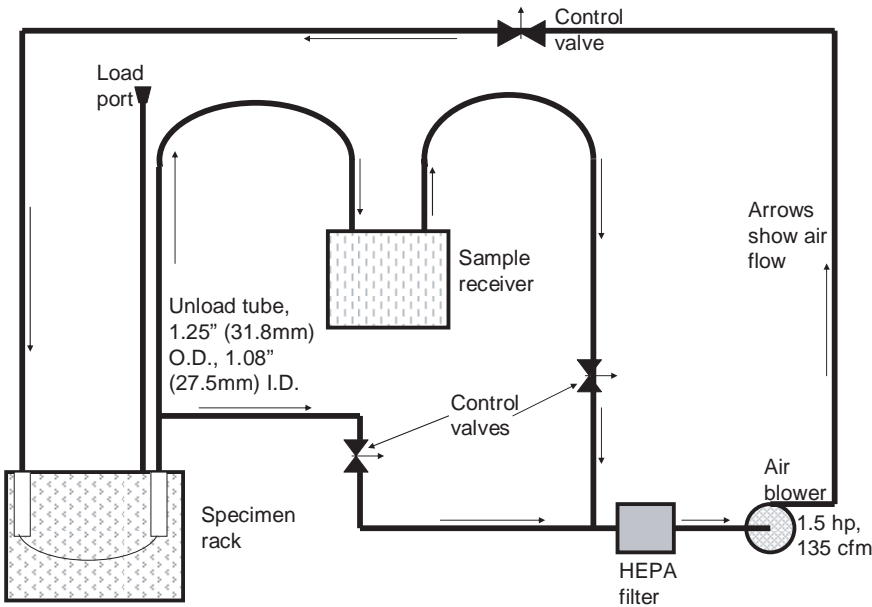 Control
valve
Load
port
Arrows
show air
flow
Sample
receiver
Unload tube,
1.25” (31.8mm)
O.D., 1.08”
(27.5mm) I.D.
Control
valves
Air
blower
1.5 hp,
135 cfm
Specimen
rack
HEPA
filter